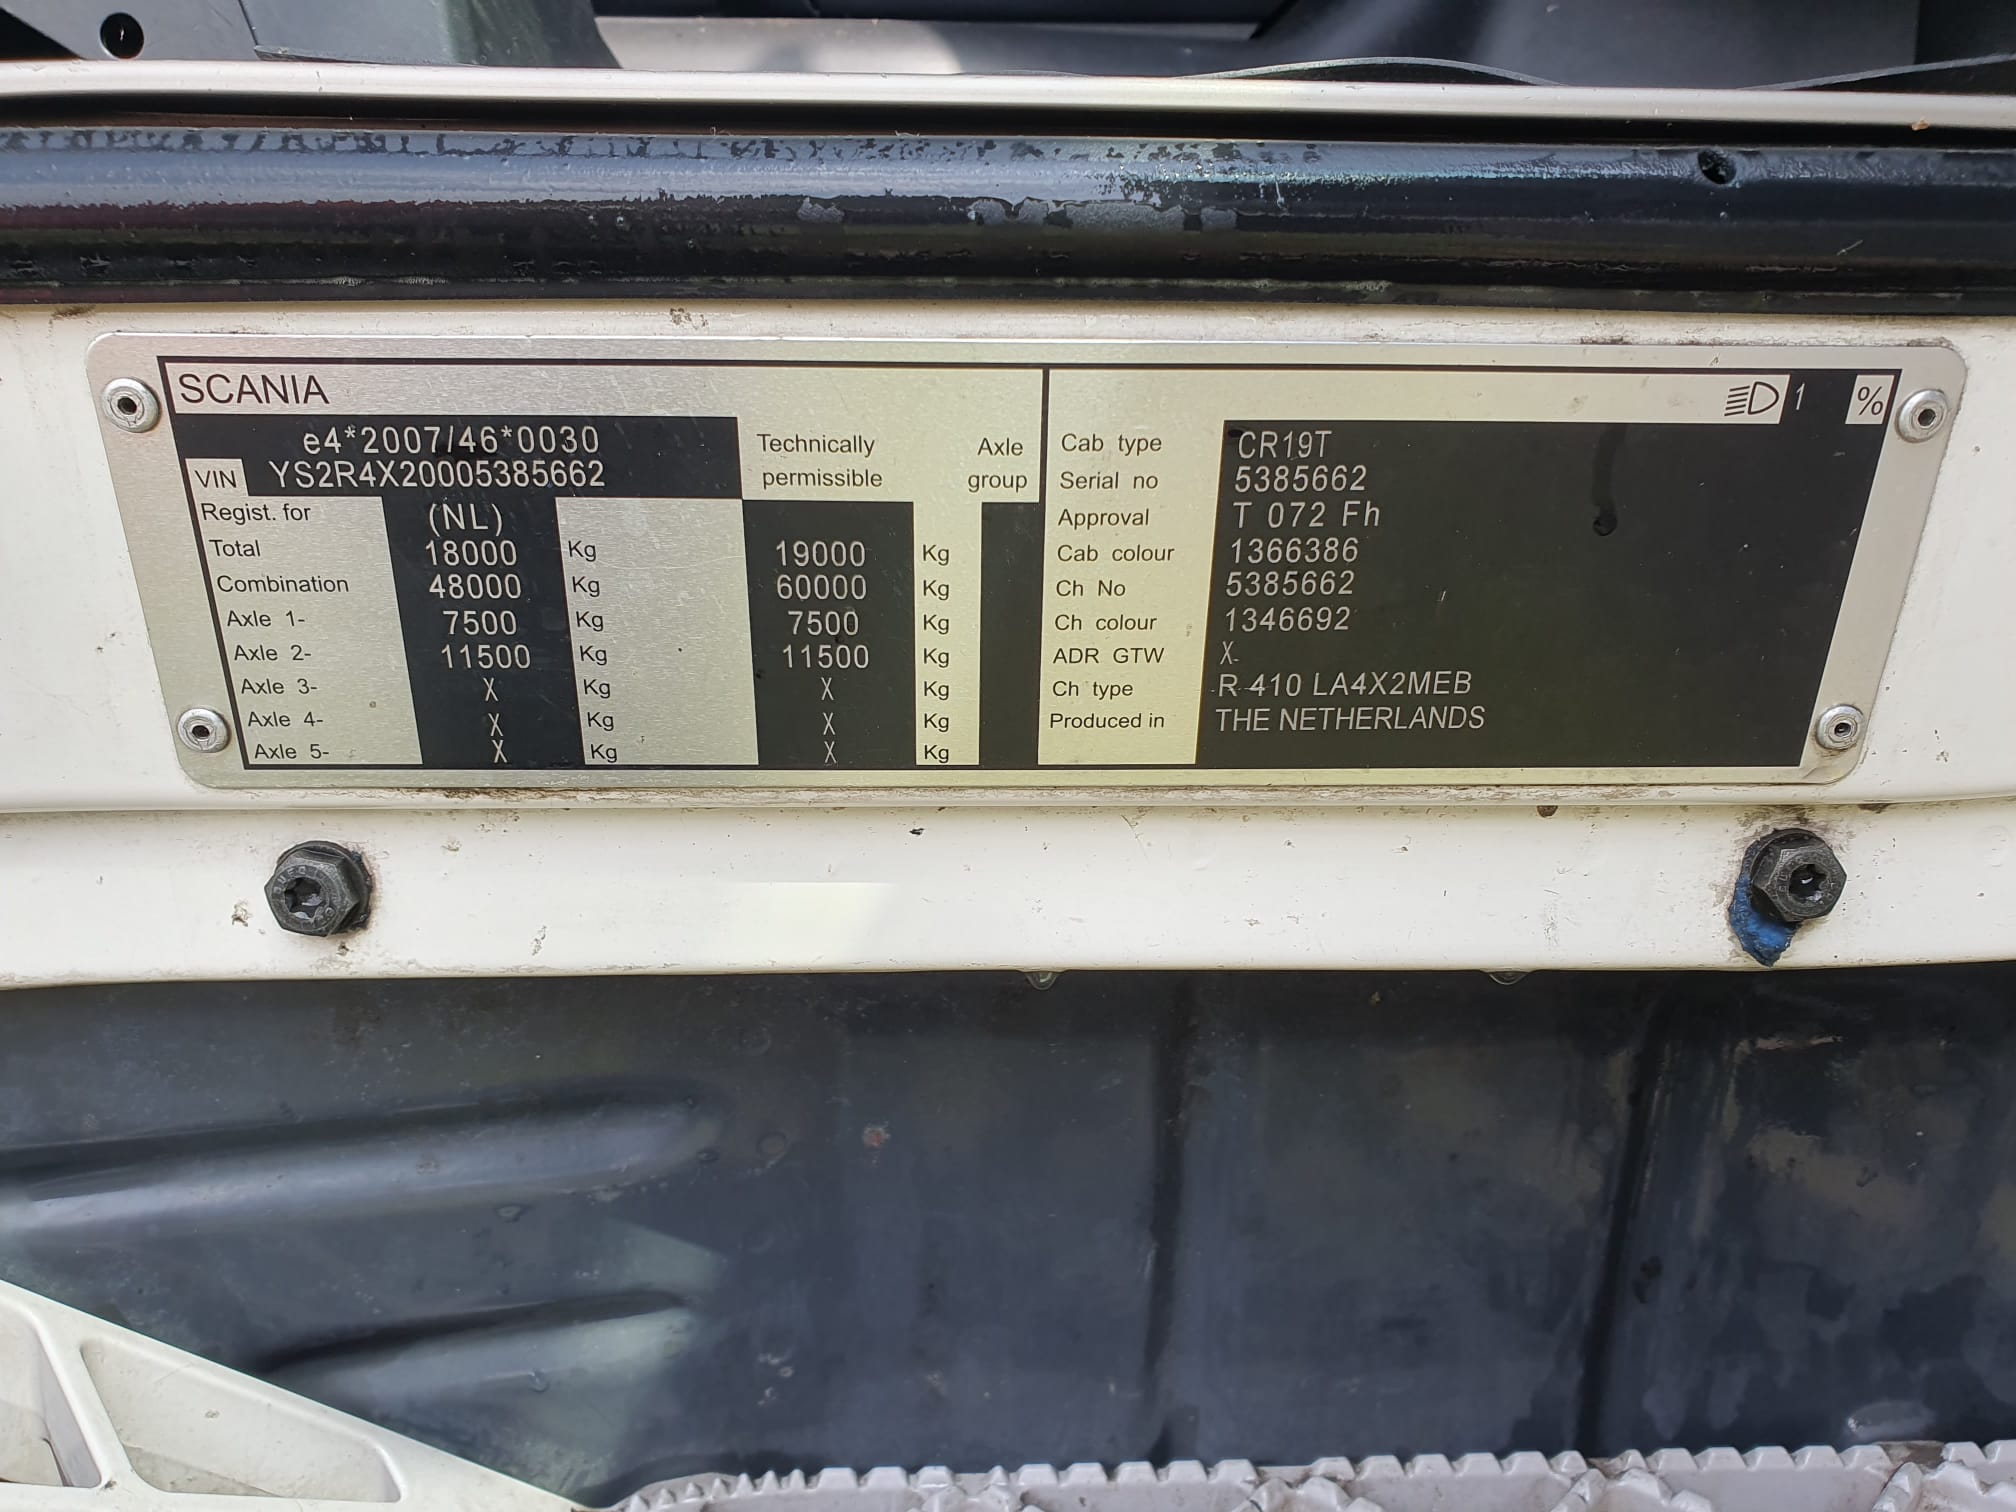 SCANIA
e4*2007/46*0030
VIN YS2R4X20005385662
Technically permissible
Axle group
Regist. for (NL)
Total 18000 Kg 19000 Kg
Combination 48000 Kg 60000 Kg
Axle 1- 7500 Kg 7500 Kg
Axle 2- 11500 Kg 11500 Kg
Axle 3- X Kg X Kg
Axle 4- X Kg X Kg
Axle 5- X Kg X Kg
1 %
Cab type CR19T
Serial no 5385662
Approval T 072 Fh
Cab colour 1366386
Ch No 5385662
Ch colour 1346692
ADR GTW X
Ch type R 410 LA4X2MEB
Produced in THE NETHERLANDS